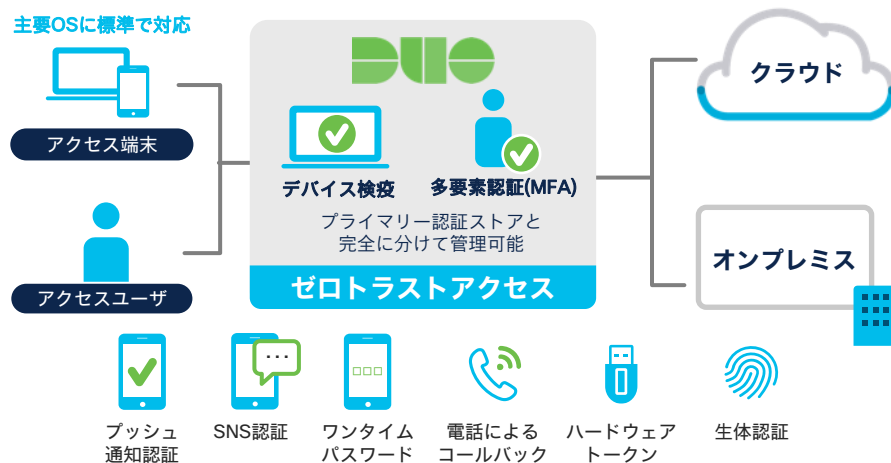 主要OSに標準で対応
アクセス端末
アクセスユーザ
DUO
デバイス検疫
多要素認証(MFA)
プライマリー認証ストアと
完全に分けて管理可能
ゼロトラストアクセス
クラウド
オンプレミス
プッシュ
通知認証
SNS認証
ワンタイム
パスワード
電話による
コールバック
ハードウェア
トークン
生体認証